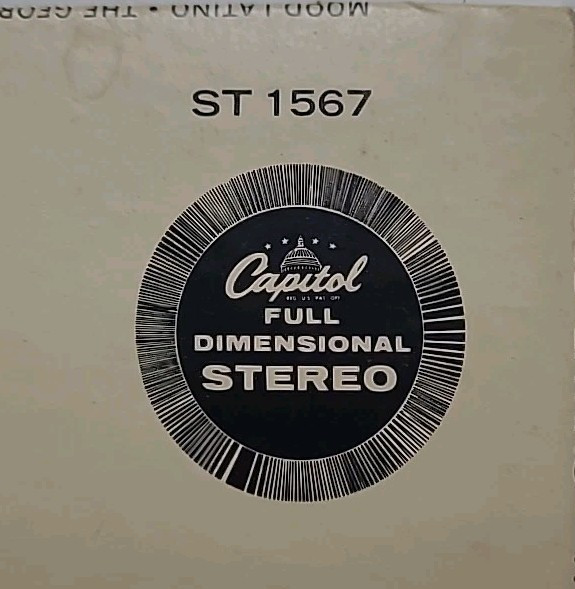 MOOD LATINO • THE GEOR
ST 1567
Capitol
REG. U.S. PAT. OFF.
FULL
DIMENSIONAL
STEREO